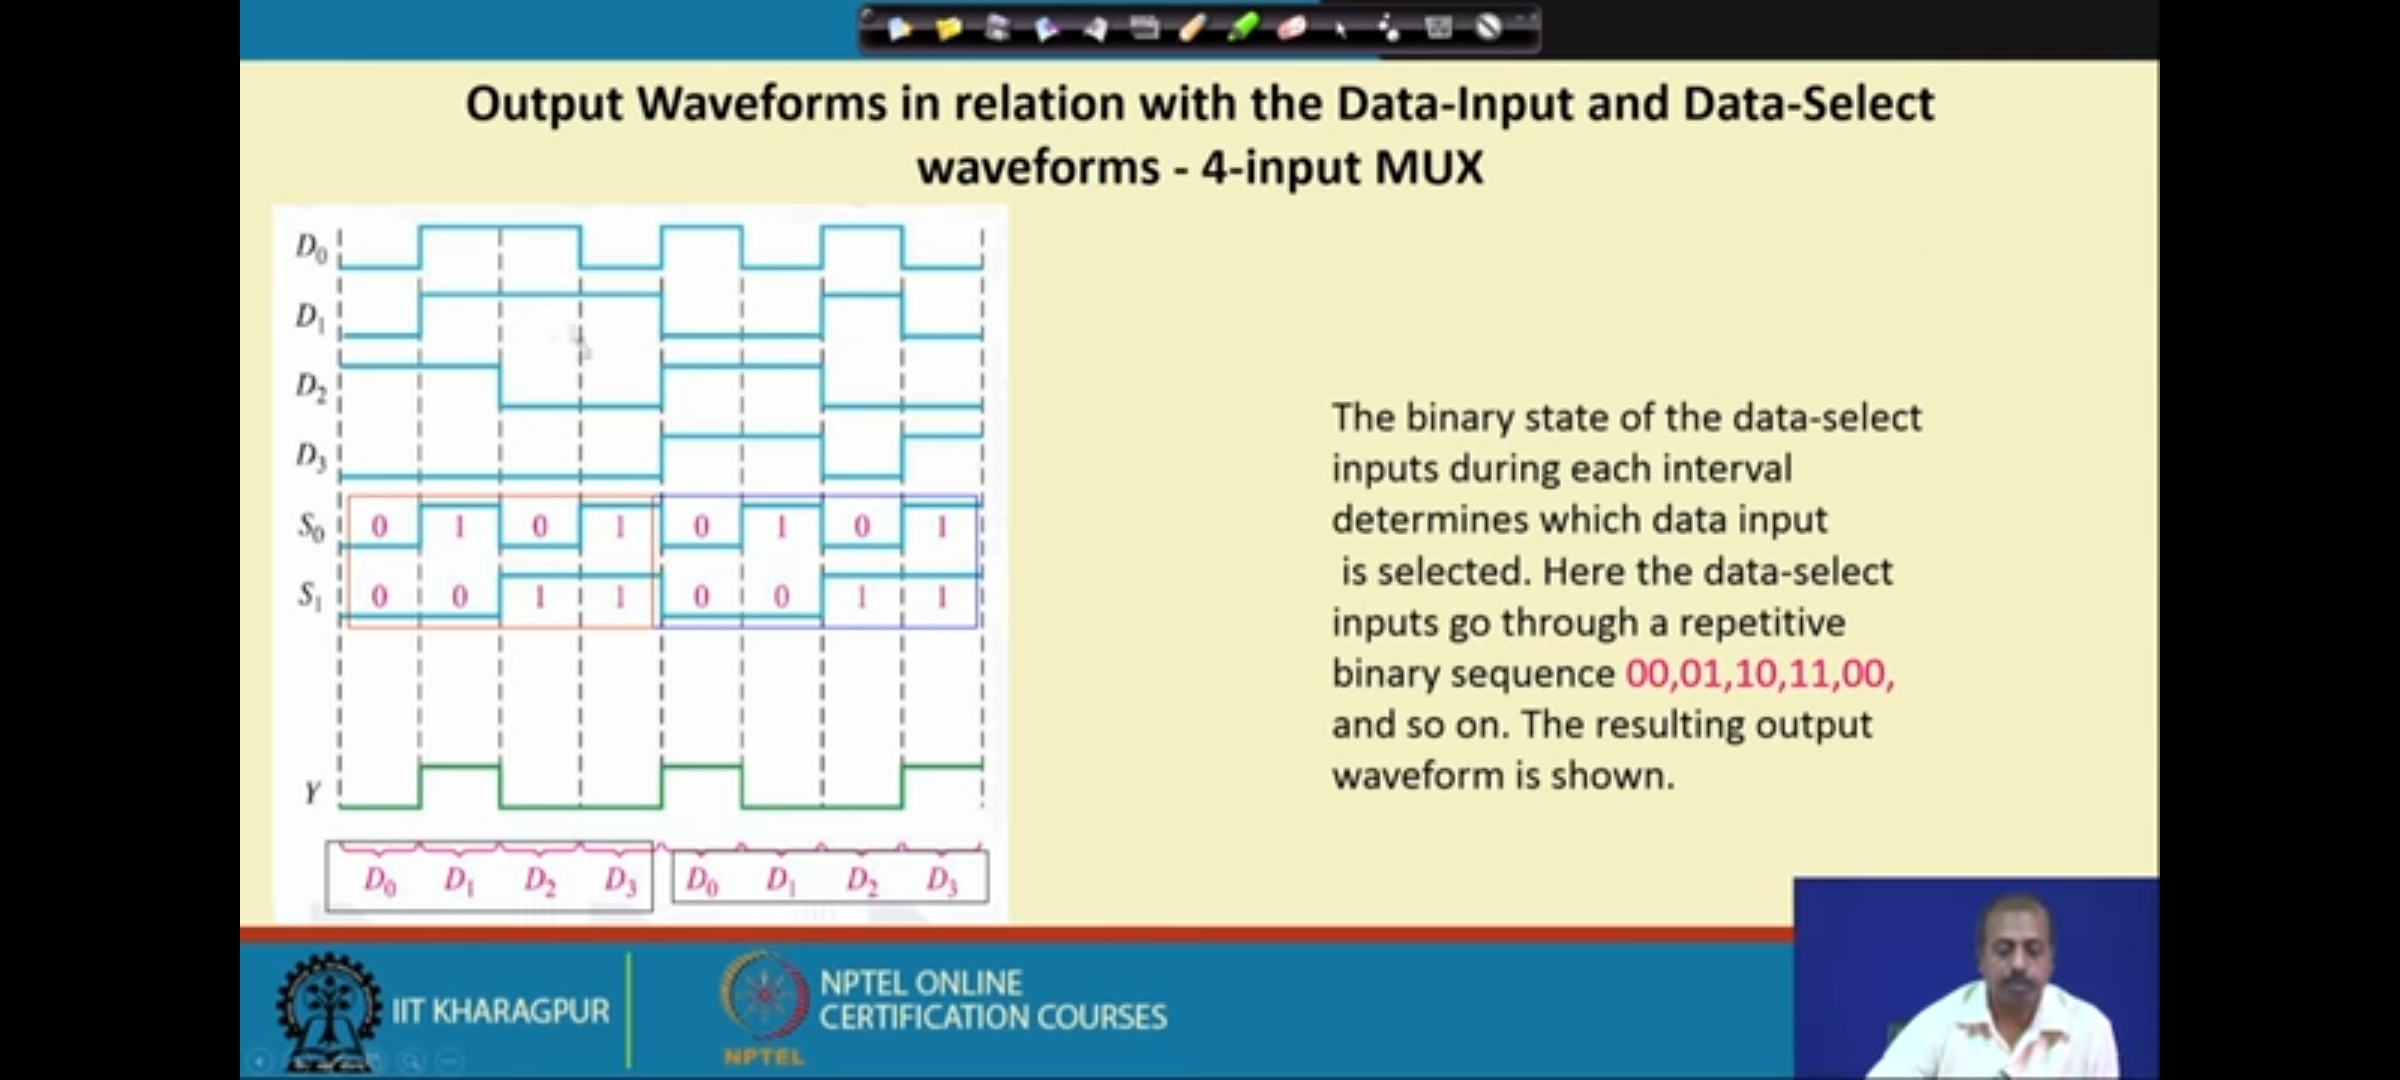 Output Waveforms in relation with the Data-Input and Data-Select
waveforms - 4-input MUX
D0
D1
D2
D3
S0 0 1 0 1 0 1 0 1
S1 0 0 1 1 0 0 1 1
Y
D0 D1 D2 D3 D0 D1 D2 D3
The binary state of the data-select
inputs during each interval
determines which data input
is selected. Here the data-select
inputs go through a repetitive
binary sequence 00,01,10,11,00,
and so on. The resulting output
waveform is shown.
IIT KHARAGPUR
NPTEL
NPTEL ONLINE
CERTIFICATION COURSES